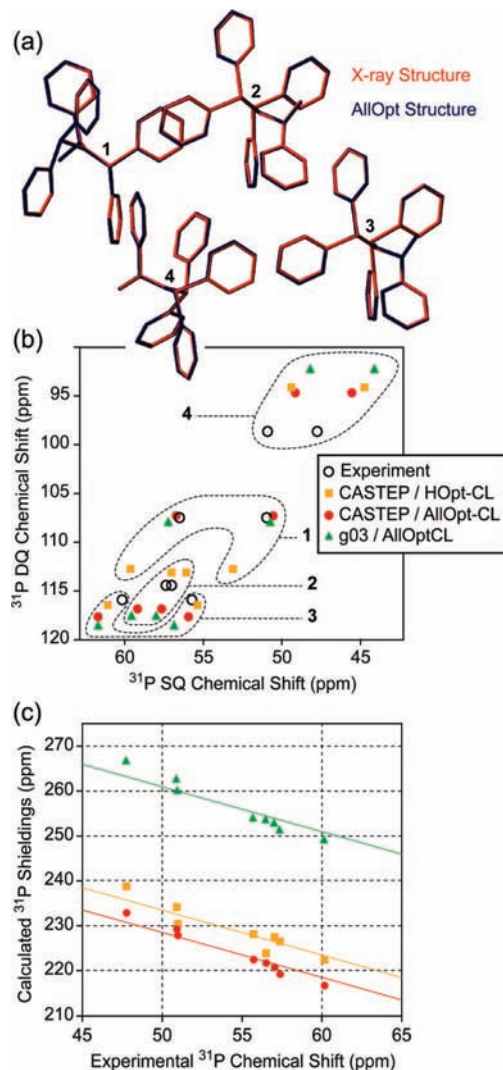 (a)
2
X-ray Structure
AllOpt Structure
1
3
4
(b)
³¹P DQ Chemical Shift (ppm)
95
100
105
110
115
120
4
1
2
3
Experiment
CASTEP / HOpt-CL
CASTEP / AllOpt-CL
g03 / AllOptCL
60 55 50 45
³¹P SQ Chemical Shift (ppm)
(c)
Calculated ³¹P Shieldings (ppm)
270
260
250
240
230
220
210
45 50 55 60 65
Experimental ³¹P Chemical Shift (ppm)